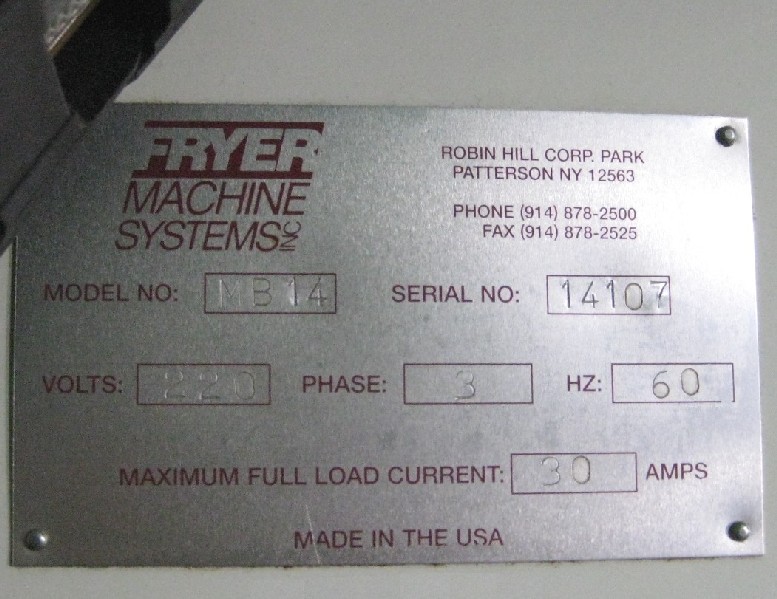 FRYER
MACHINE
SYSTEMS INC
ROBIN HILL CORP. PARK
PATTERSON NY 12563
PHONE (914) 878-2500
FAX (914) 878-2525
MODEL NO: MB14 SERIAL NO: 14107
VOLTS: 220 PHASE: 3 HZ: 60
MAXIMUM FULL LOAD CURRENT: 30 AMPS
MADE IN THE USA